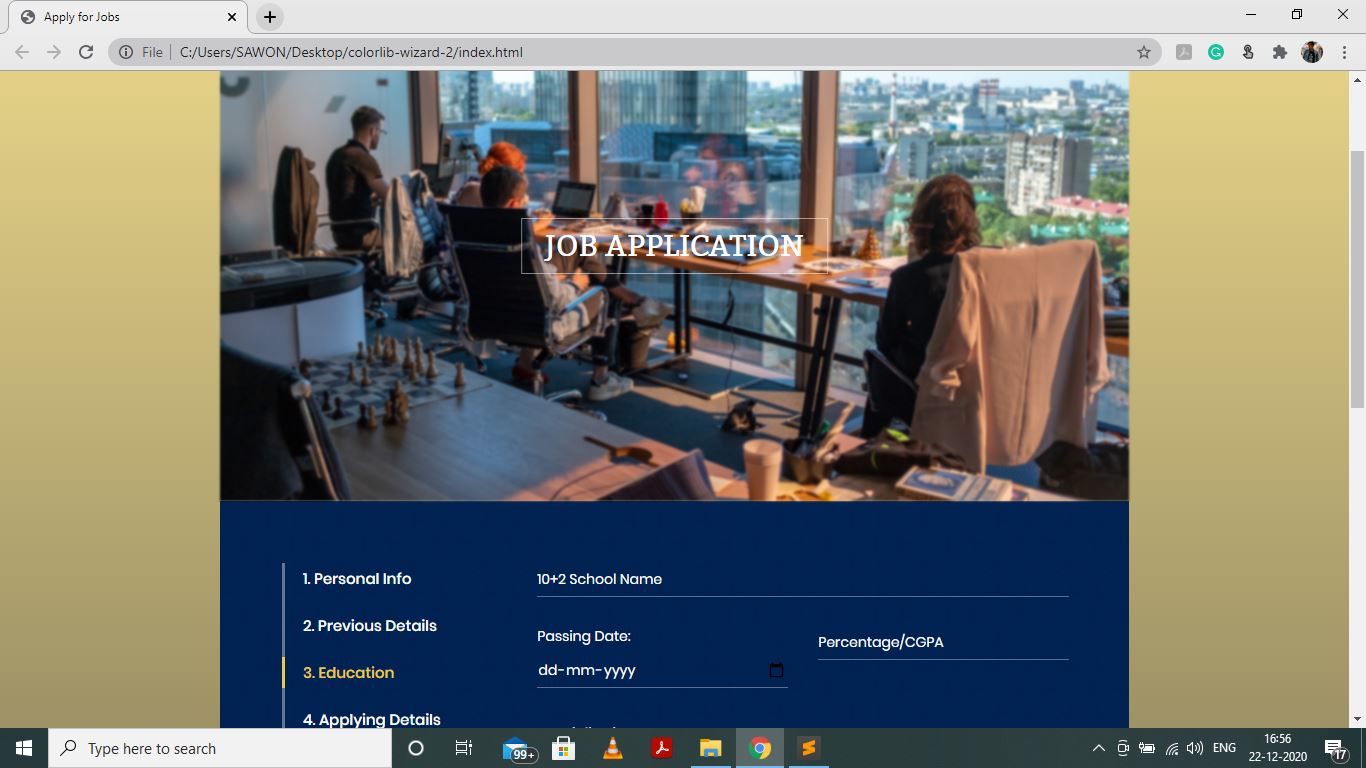 Apply for Jobs
File
C:/Users/SAWON/Desktop/colorlib-wizard-2/index.html
JOB APPLICATION
1. Personal Info
2. Previous Details
3. Education
4. Applying Details
10+2 School Name
Passing Date:
dd-mm-yyyy
Percentage/CGPA
Type here to search
99+
ENG
16:56
22-12-2020
17